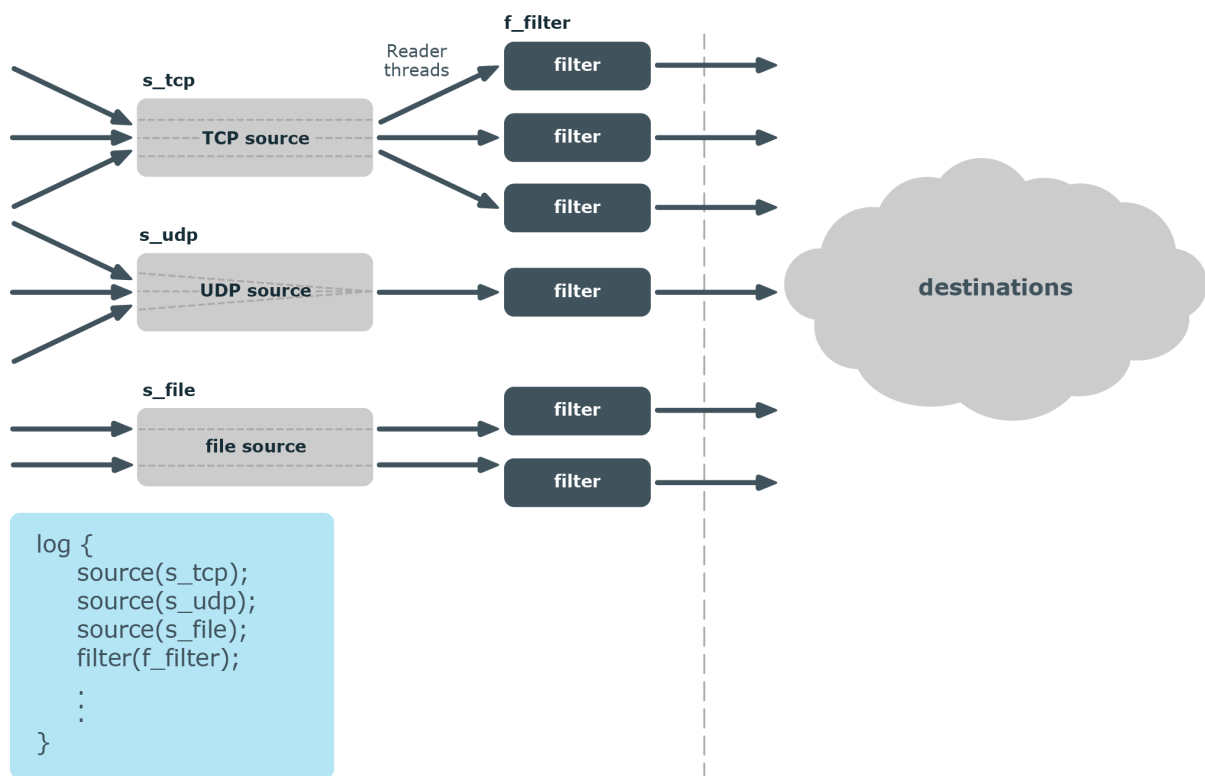 f_filter
Reader
threads
filter
s_tcp
TCP source
filter
filter
s_udp
UDP source
filter
destinations
s_file
file source
filter
filter
log {
source(s_tcp);
source(s_udp);
source(s_file);
filter(f_filter);
.
.
.
}